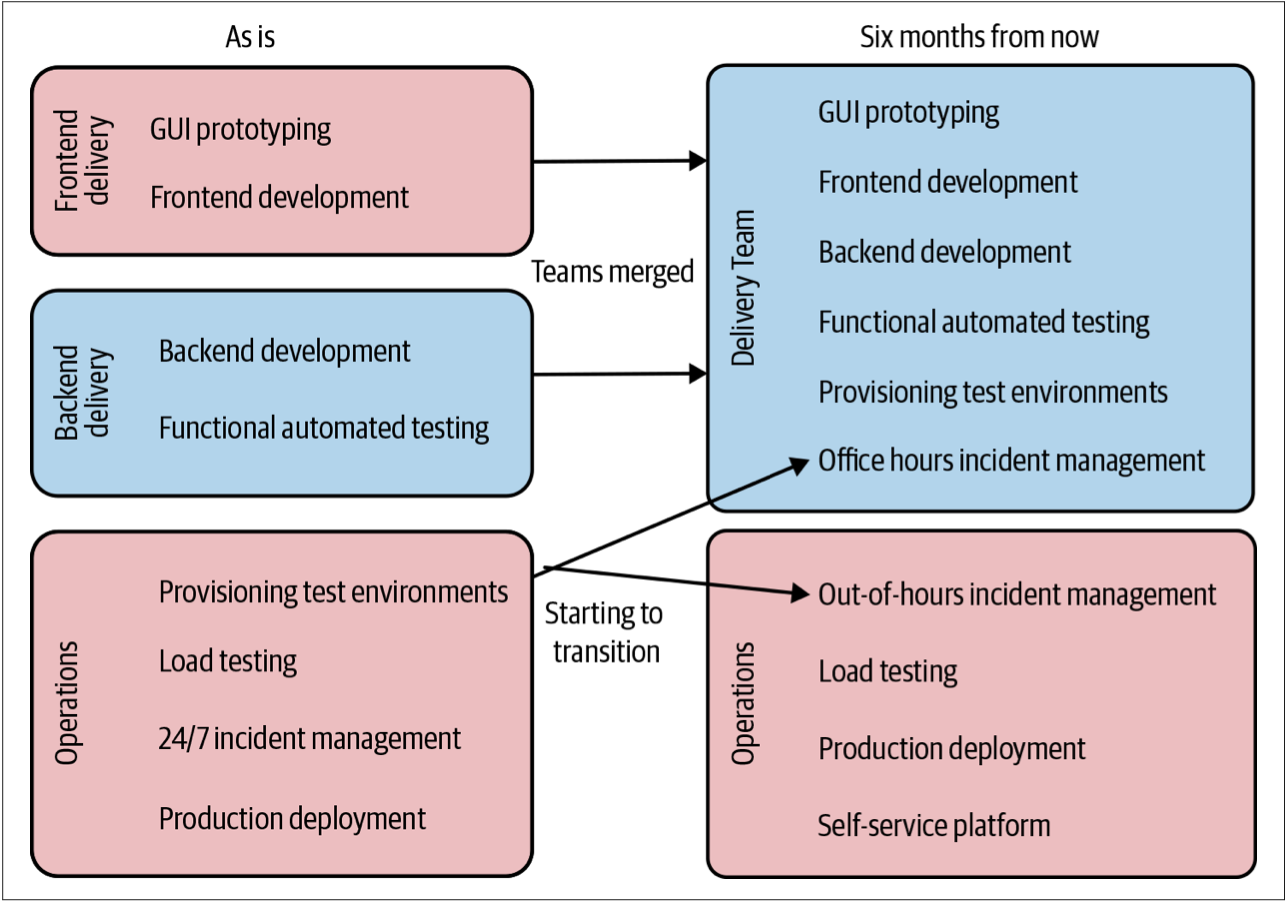 As is
Six months from now
Frontend
delivery
GUI prototyping
Frontend development
Backend
delivery
Backend development
Functional automated testing
Operations
Provisioning test environments
Load testing
24/7 incident management
Production deployment
Teams merged
Starting to
transition
Delivery Team
GUI prototyping
Frontend development
Backend development
Functional automated testing
Provisioning test environments
Office hours incident management
Operations
Out-of-hours incident management
Load testing
Production deployment
Self-service platform